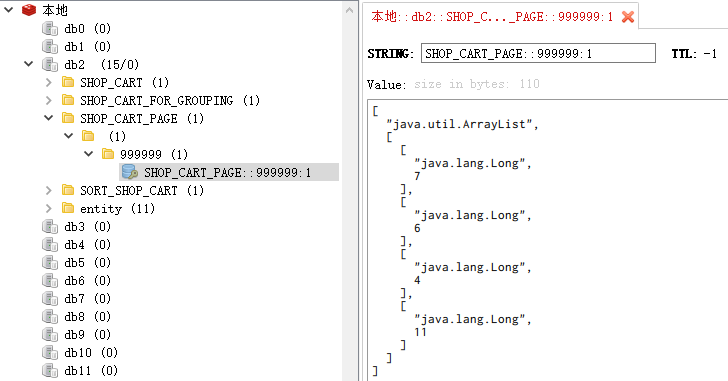 本地
db0 (0)
db1 (0)
db2 (15/0)
SHOP_CART (1)
SHOP_CART_FOR_GROUPING (1)
SHOP_CART_PAGE (1)
(1)
999999 (1)
SHOP_CART_PAGE::999999:1
SORT_SHOP_CART (1)
entity (11)
db3 (0)
db4 (0)
db5 (0)
db6 (0)
db7 (0)
db8 (0)
db9 (0)
db10 (0)
db11 (0)
本地::db2::SHOP_C..._PAGE::999999:1
STRING: SHOP_CART_PAGE::999999:1 TTL: -1
Value: size in bytes: 110
[
"java.util.ArrayList",
[
[
"java.lang.Long",
7
],
[
"java.lang.Long",
6
],
[
"java.lang.Long",
4
],
[
"java.lang.Long",
11
]
]
]